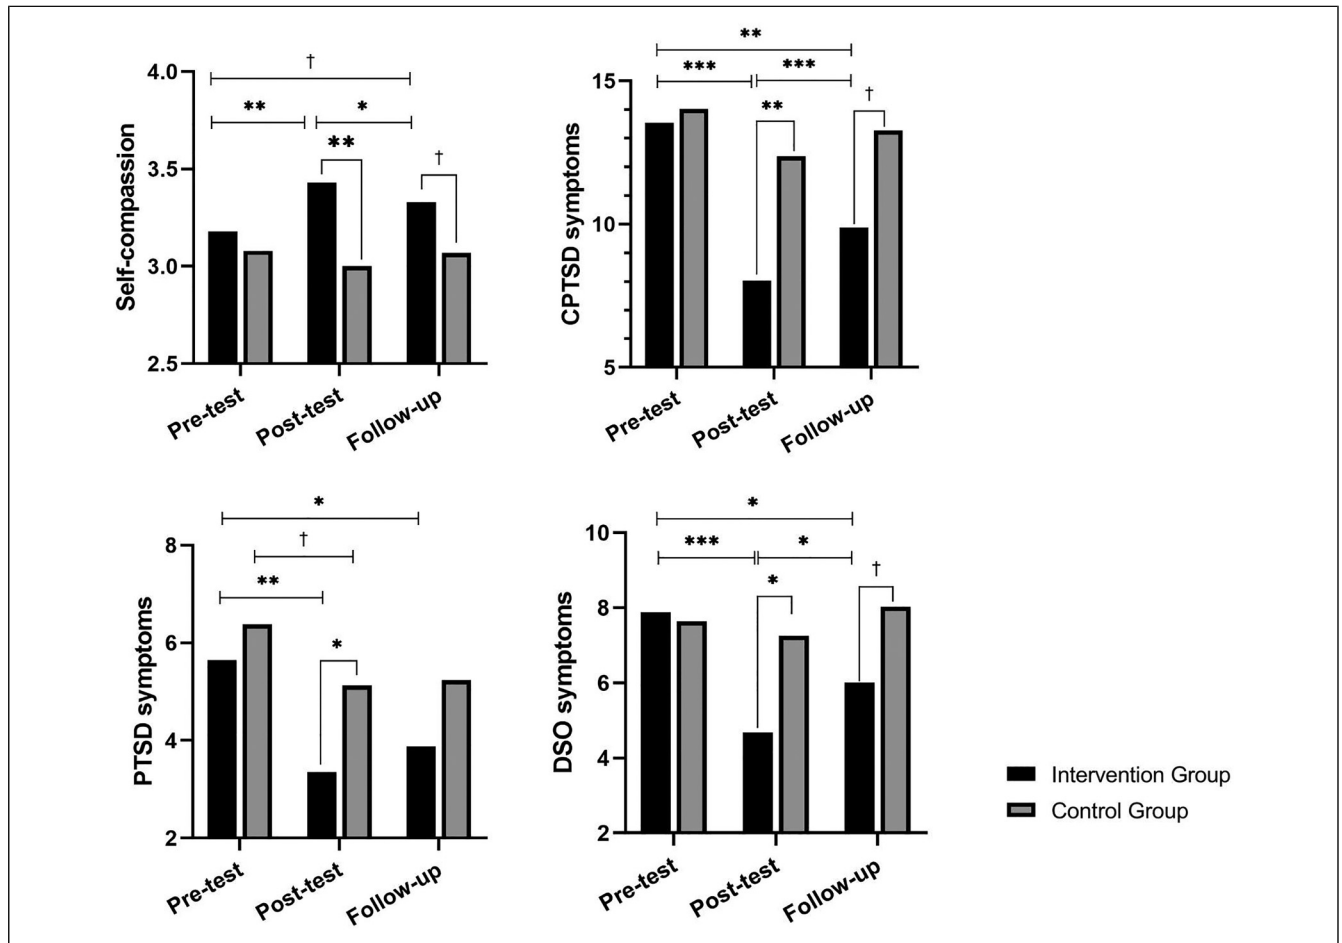 †
4.0
** *
** †
3.5
3.0
2.5
Self-compassion
Pre-test Post-test Follow-up
**
*** ***
15
** †
10
5
CPTSD symptoms
Pre-test Post-test Follow-up
*
†
8
**
*
6
4
2
PTSD symptoms
Pre-test Post-test Follow-up
*
10
*** *
* †
8
6
4
2
DSO symptoms
Pre-test Post-test Follow-up
Intervention Group
Control Group